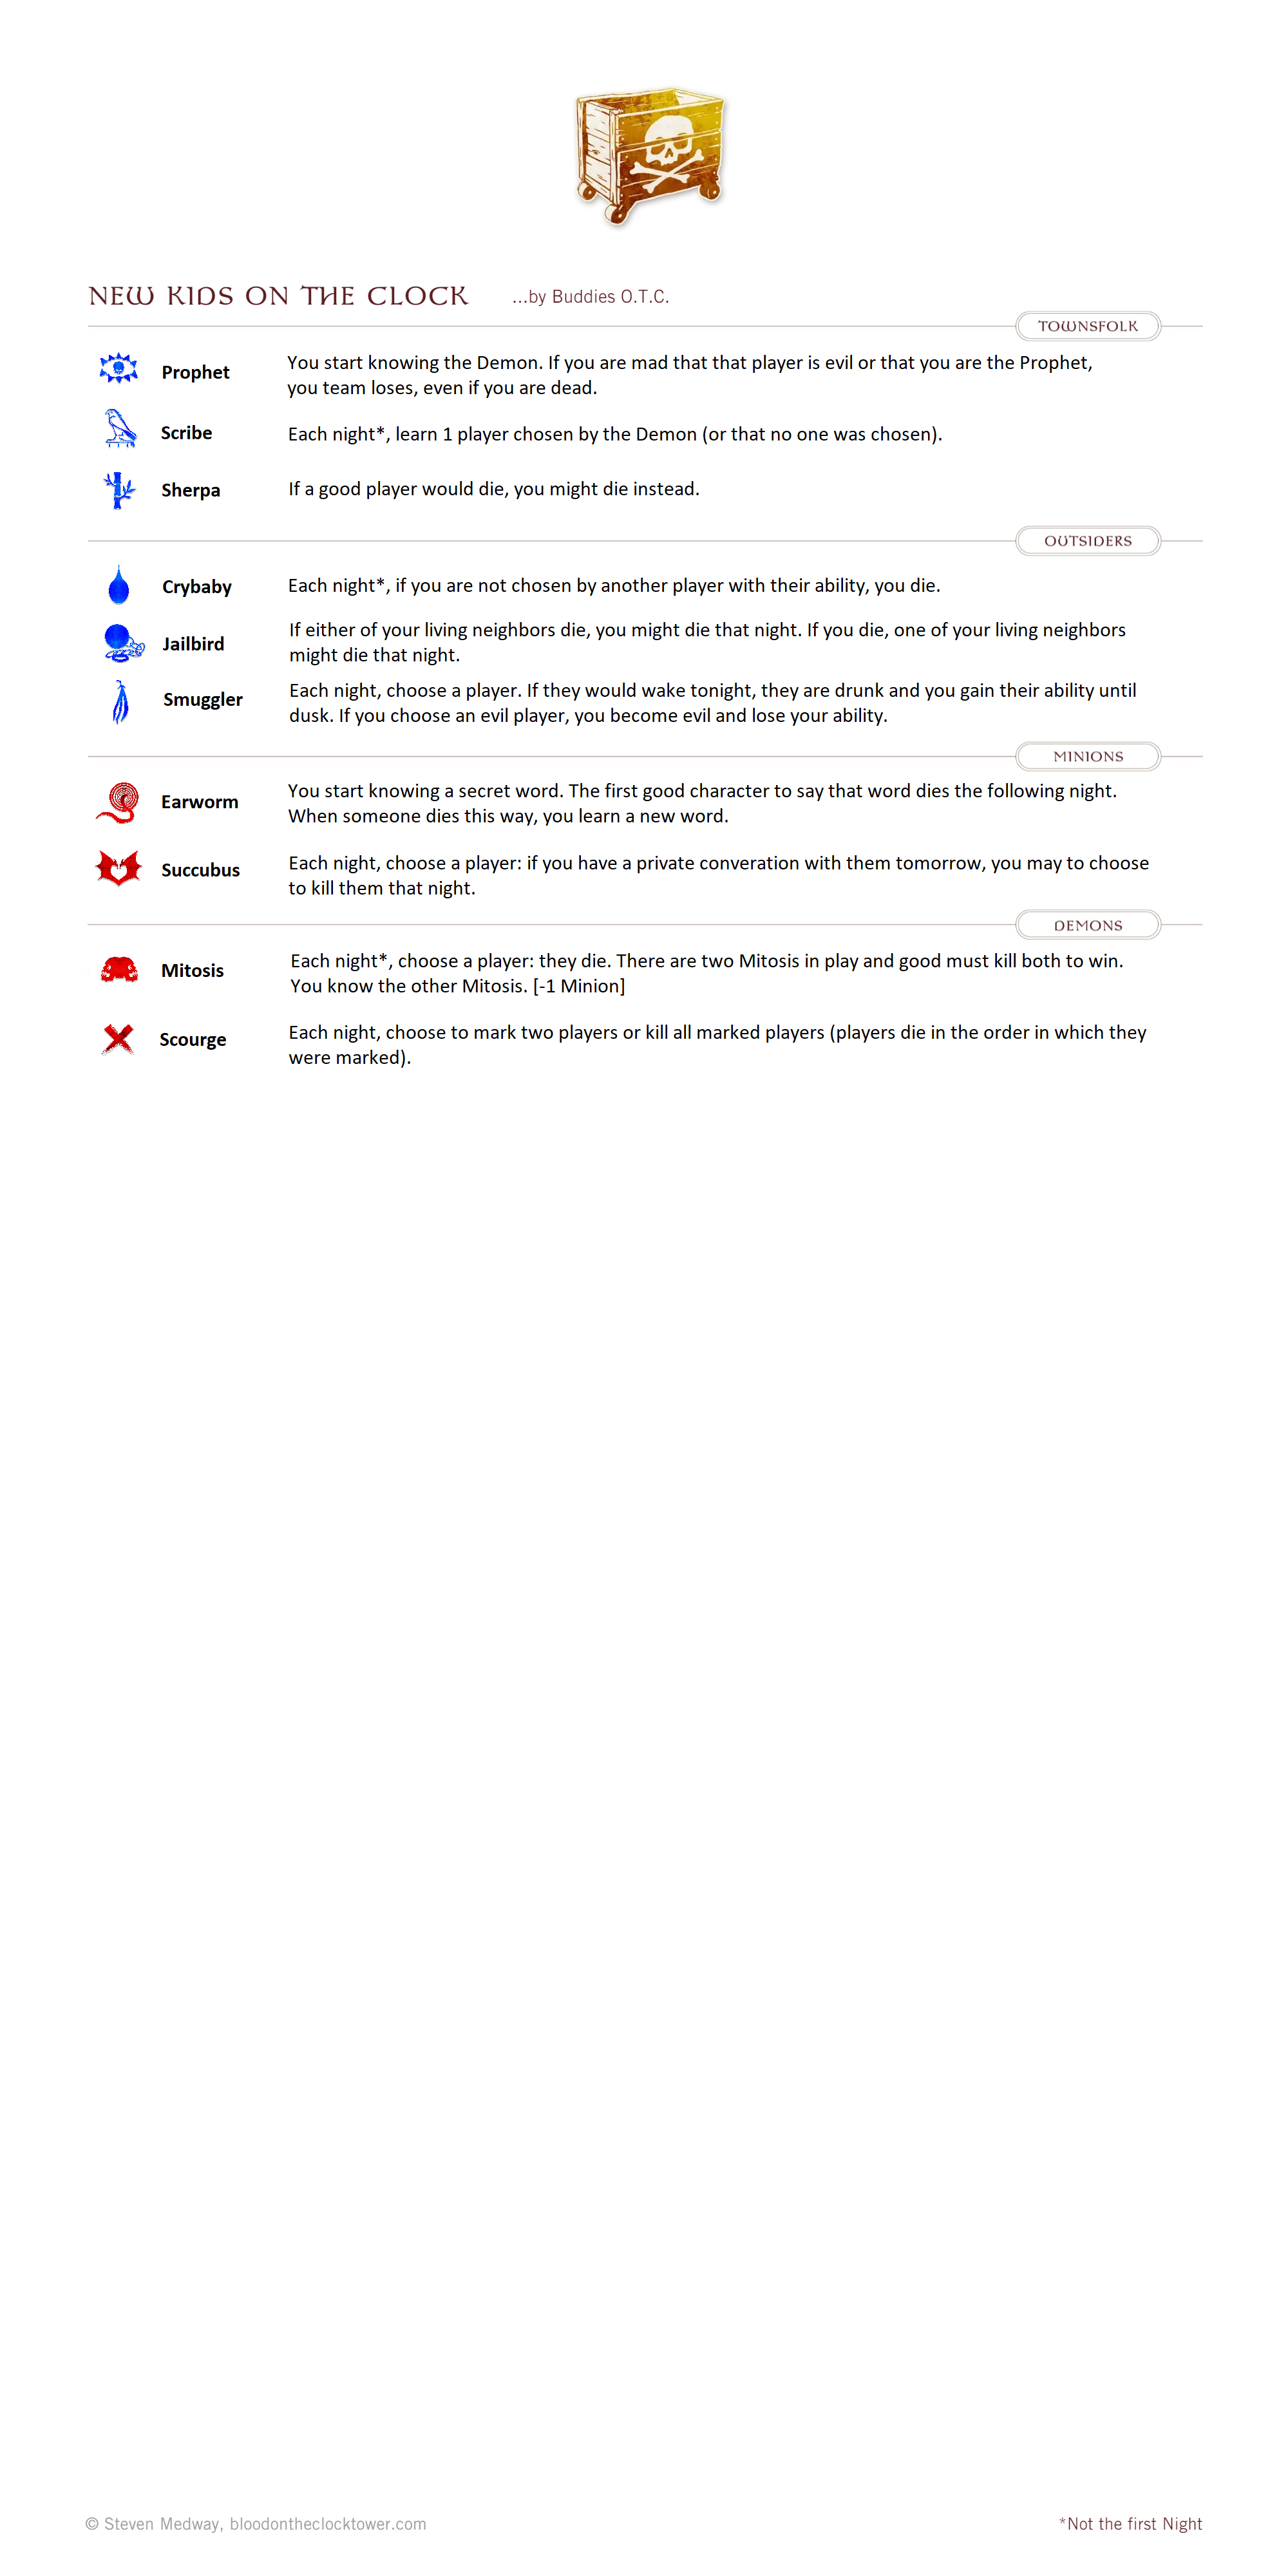 NEW KIDS ON THE CLOCK ...by Buddies O.T.C.
TOWNSFOLK
Prophet You start knowing the Demon. If you are mad that that player is evil or that you are the Prophet,
you team loses, even if you are dead.
Scribe Each night*, learn 1 player chosen by the Demon (or that no one was chosen).
Sherpa If a good player would die, you might die instead.
OUTSIDERS
Crybaby Each night*, if you are not chosen by another player with their ability, you die.
Jailbird If either of your living neighbors die, you might die that night. If you die, one of your living neighbors
might die that night.
Smuggler Each night, choose a player. If they would wake tonight, they are drunk and you gain their ability until
dusk. If you choose an evil player, you become evil and lose your ability.
MINIONS
Earworm You start knowing a secret word. The first good character to say that word dies the following night.
When someone dies this way, you learn a new word.
Succubus Each night, choose a player: if you have a private converation with them tomorrow, you may to choose
to kill them that night.
DEMONS
Mitosis Each night*, choose a player: they die. There are two Mitosis in play and good must kill both to win.
You know the other Mitosis. [-1 Minion]
Scourge Each night, choose to mark two players or kill all marked players (players die in the order in which they
were marked).
© Steven Medway, bloodontheclocktower.com *Not the first Night